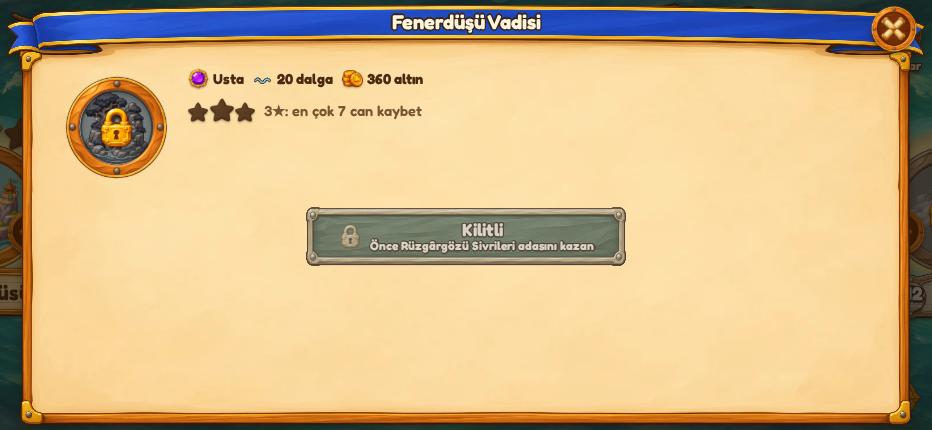 Fenerdüşü Vadisi
Usta 20 dalga 360 altın
3★: en çok 7 can kaybet
Kilitli
Önce Rüzgârgözü Sivrileri adasını kazan